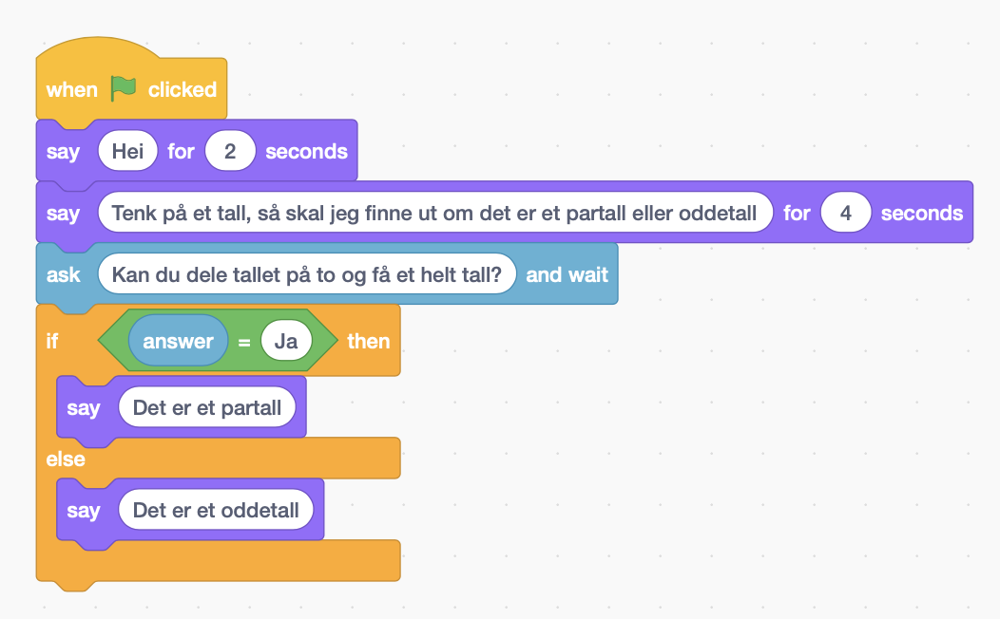 when clicked
say Hei for 2 seconds
say Tenk på et tall, så skal jeg finne ut om det er et partall eller oddetall for 4 seconds
ask Kan du dele tallet på to og få et helt tall? and wait
if answer = Ja then
say Det er et partall
else
say Det er et oddetall